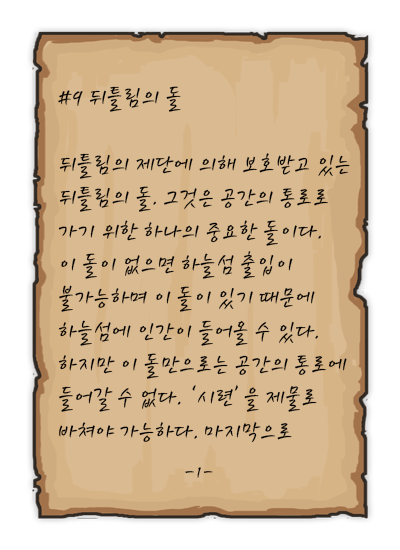 #9 뒤틀림의 돌
뒤틀림의 제단에 의해 보호받고 있는
뒤틀림의 돌. 그것은 공간의 통로로
가기 위한 하나의 중요한 돌이다.
이 돌이 없으면 하늘섬 출입이
불가능하며 이 돌이 있기 때문에
하늘섬에 인간이 들어올 수 있다.
하지만 이 돌만으로는 공간의 통로에
들어갈 수 없다. '시련'을 제물로
바쳐야 가능하다. 마지막으로
-1-